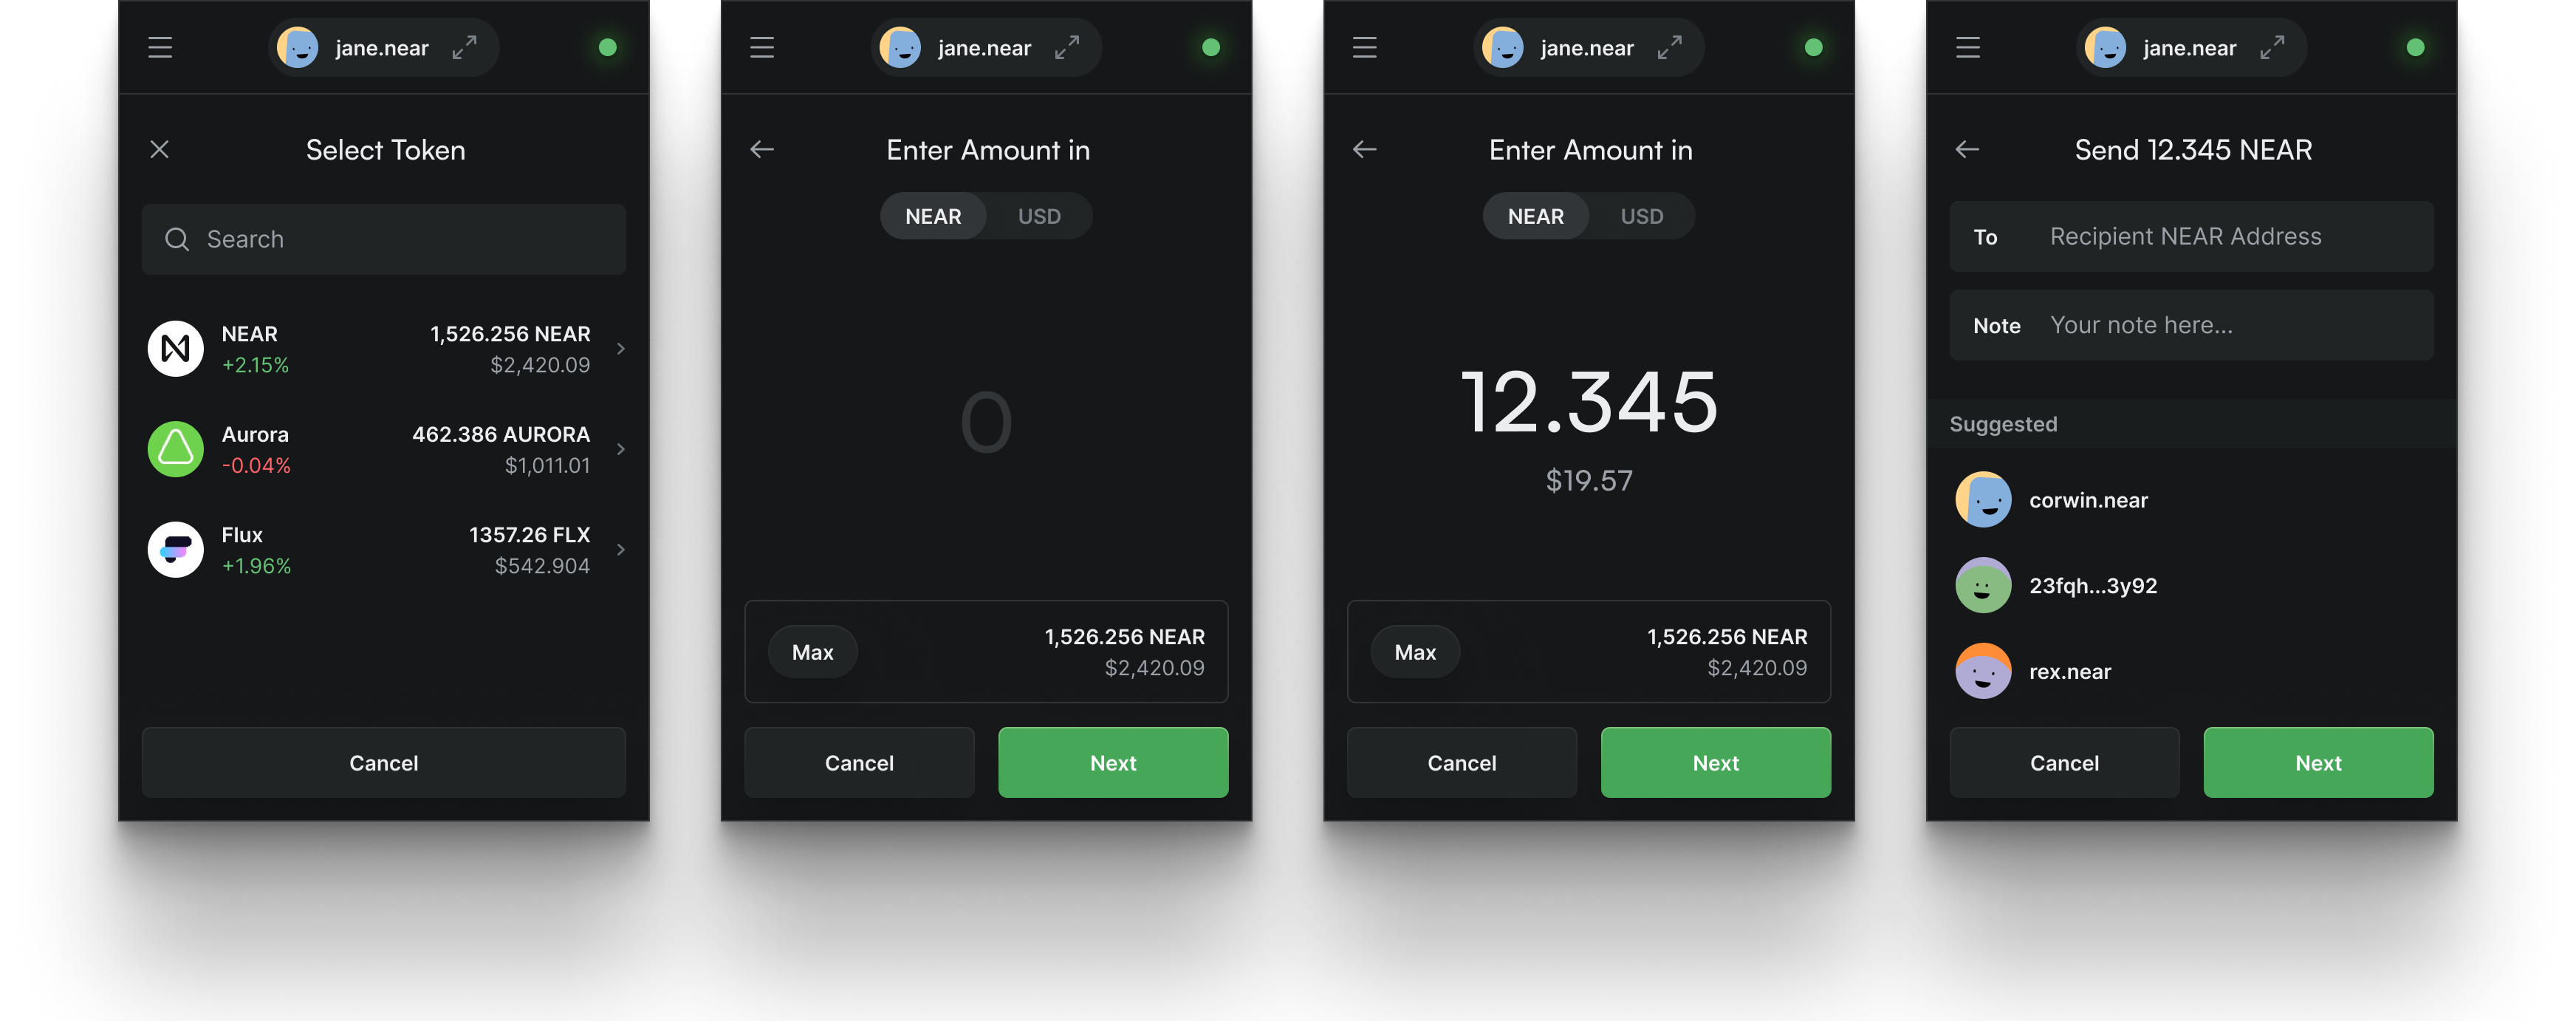 jane.near
Select Token
Search
NEAR
1,526.256 NEAR
+2.15%
$2,420.09
Aurora
462.386 AURORA
-0.04%
$1,011.01
Flux
1357.26 FLX
+1.96%
$542.904
Cancel
jane.near
Enter Amount in
NEAR USD
0
Max
1,526.256 NEAR
$2,420.09
Cancel
Next
jane.near
Enter Amount in
NEAR USD
12.345
$19.57
Max
1,526.256 NEAR
$2,420.09
Cancel
Next
jane.near
Send 12.345 NEAR
To Recipient NEAR Address
Note Your note here...
Suggested
corwin.near
23fqh...3y92
rex.near
Cancel
Next